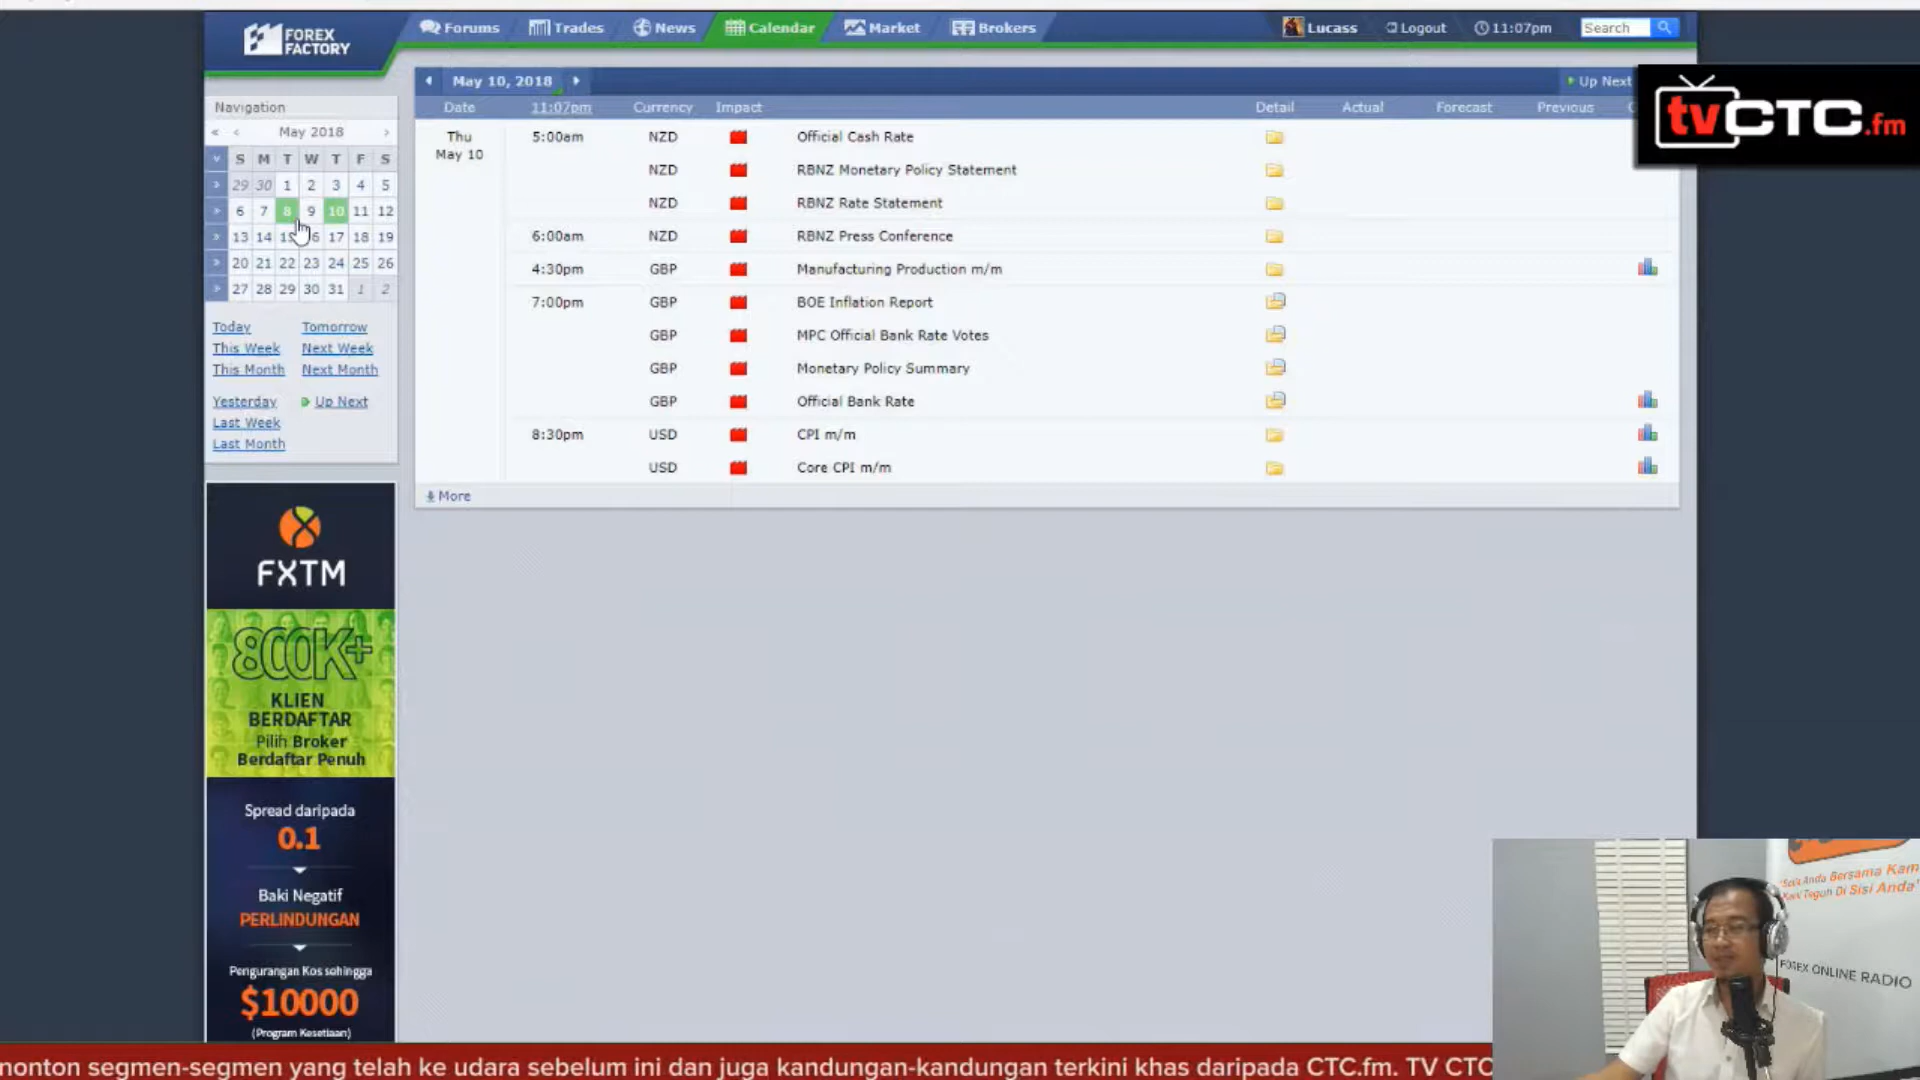 FOREX FACTORY
Forums
Trades
News
Calendar
Market
Brokers
Lucass
Logout
11:07pm
Search
Navigation
« ‹ May 2018 ›
S M T W T F S
29 30 1 2 3 4 5
6 7 8 9 10 11 12
13 14 15 16 17 18 19
20 21 22 23 24 25 26
27 28 29 30 31 1 2
Today Tomorrow
This Week Next Week
This Month Next Month
Yesterday Up Next
Last Week
Last Month
May 10, 2018
Up Next
Date 11:07pm Currency Impact Detail Actual Forecast Previous
Thu May 10 5:00am NZD Official Cash Rate
NZD RBNZ Monetary Policy Statement
NZD RBNZ Rate Statement
6:00am NZD RBNZ Press Conference
4:30pm GBP Manufacturing Production m/m
7:00pm GBP BOE Inflation Report
GBP MPC Official Bank Rate Votes
GBP Monetary Policy Summary
GBP Official Bank Rate
8:30pm USD CPI m/m
USD Core CPI m/m
More
tvCTC.fm
FXTM
800K+
KLIEN
BERDAFTAR
Pilih Broker
Berdaftar Penuh
Spread daripada
0.1
Baki Negatif
PERLINDUNGAN
Pengurangan Kos sehingga
$10000
(Program Kesetiaan)
Anda Bersama Kam
Teguh Di Sisi Anda"
FOREX ONLINE RADIO
nonton segmen-segmen yang telah ke udara sebelum ini dan juga kandungan-kandungan terkini khas daripada CTC.fm. TV CTC